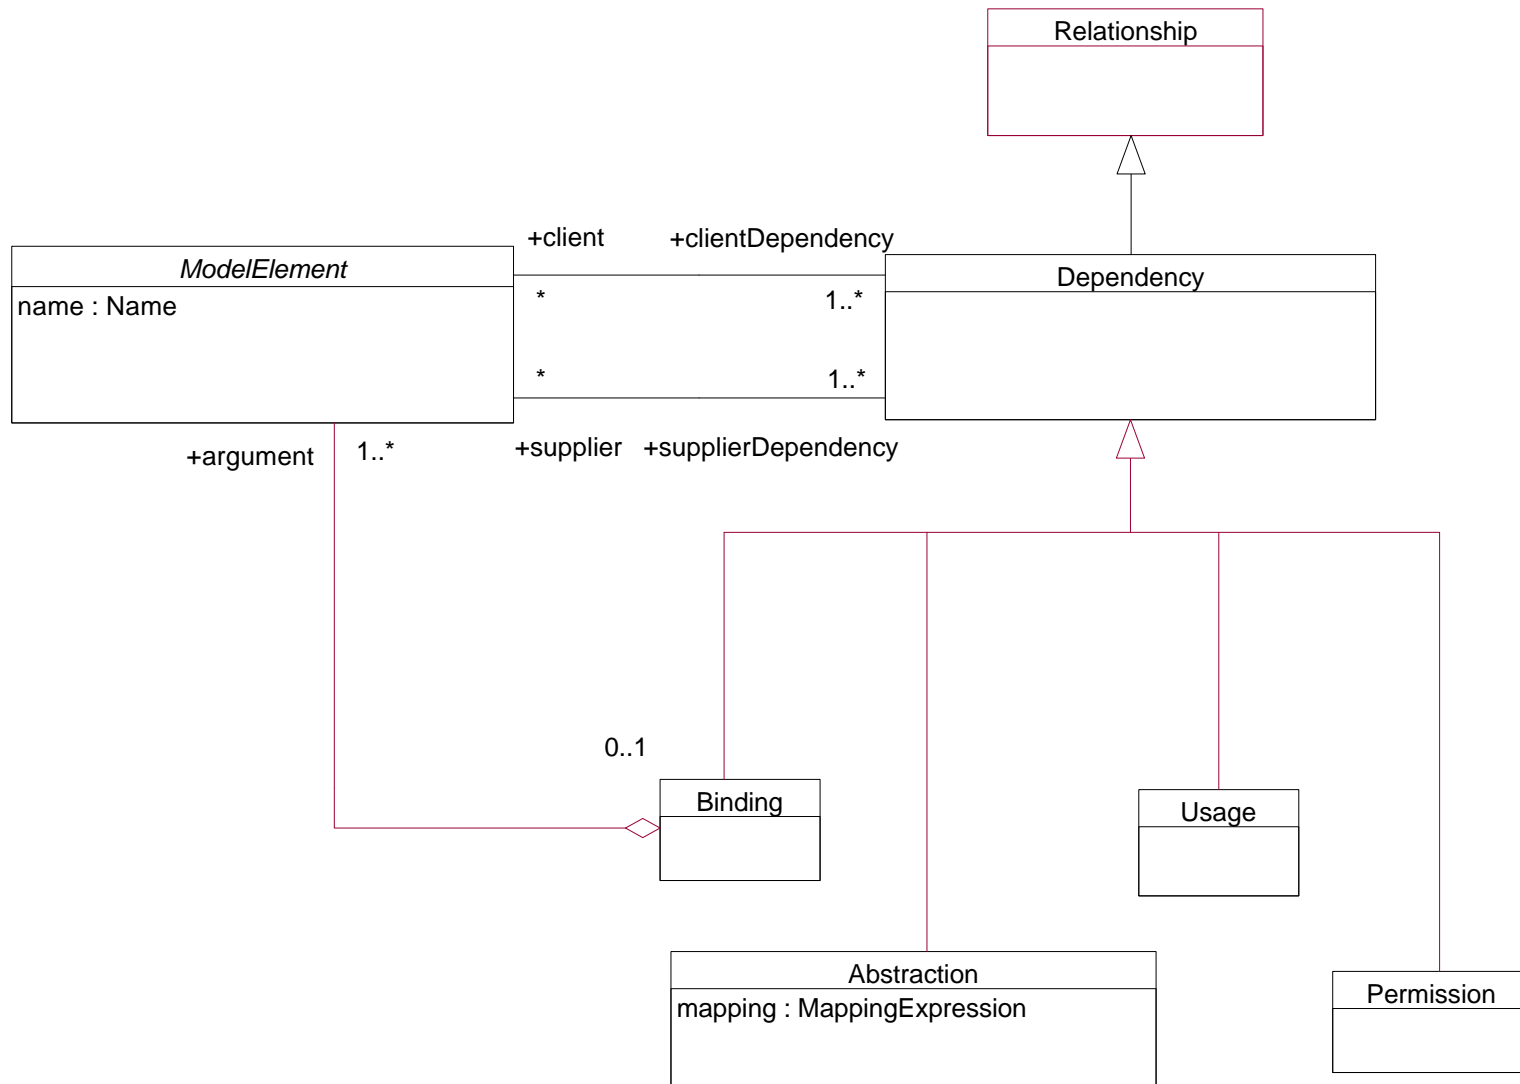 Relationship
+client
+clientDependency
ModelElement
name : Name
Dependency
*
1..*
*
1..*
+argument
1..*
+supplier
+supplierDependency
0..1
Binding
Usage
Abstraction
mapping : MappingExpression
Permission